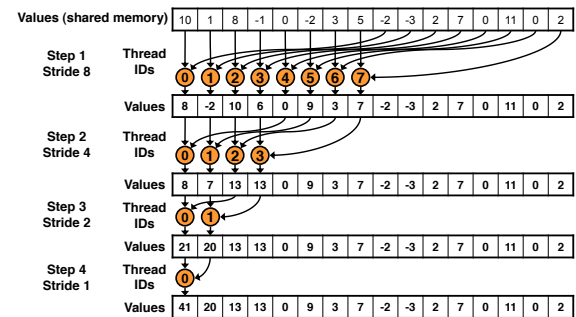 Values (shared memory) 10 1 8 -1 0 -2 3 5 -2 -3 2 7 0 11 0 2
Step 1 Thread
Stride 8 IDs 0 1 2 3 4 5 6 7
Values 8 -2 10 6 0 9 3 7 -2 -3 2 7 0 11 0 2
Step 2 Thread
Stride 4 IDs 0 1 2 3
Values 8 7 13 13 0 9 3 7 -2 -3 2 7 0 11 0 2
Step 3 Thread
Stride 2 IDs 0 1
Values 21 20 13 13 0 9 3 7 -2 -3 2 7 0 11 0 2
Step 4 Thread
Stride 1 IDs 0
Values 41 20 13 13 0 9 3 7 -2 -3 2 7 0 11 0 2